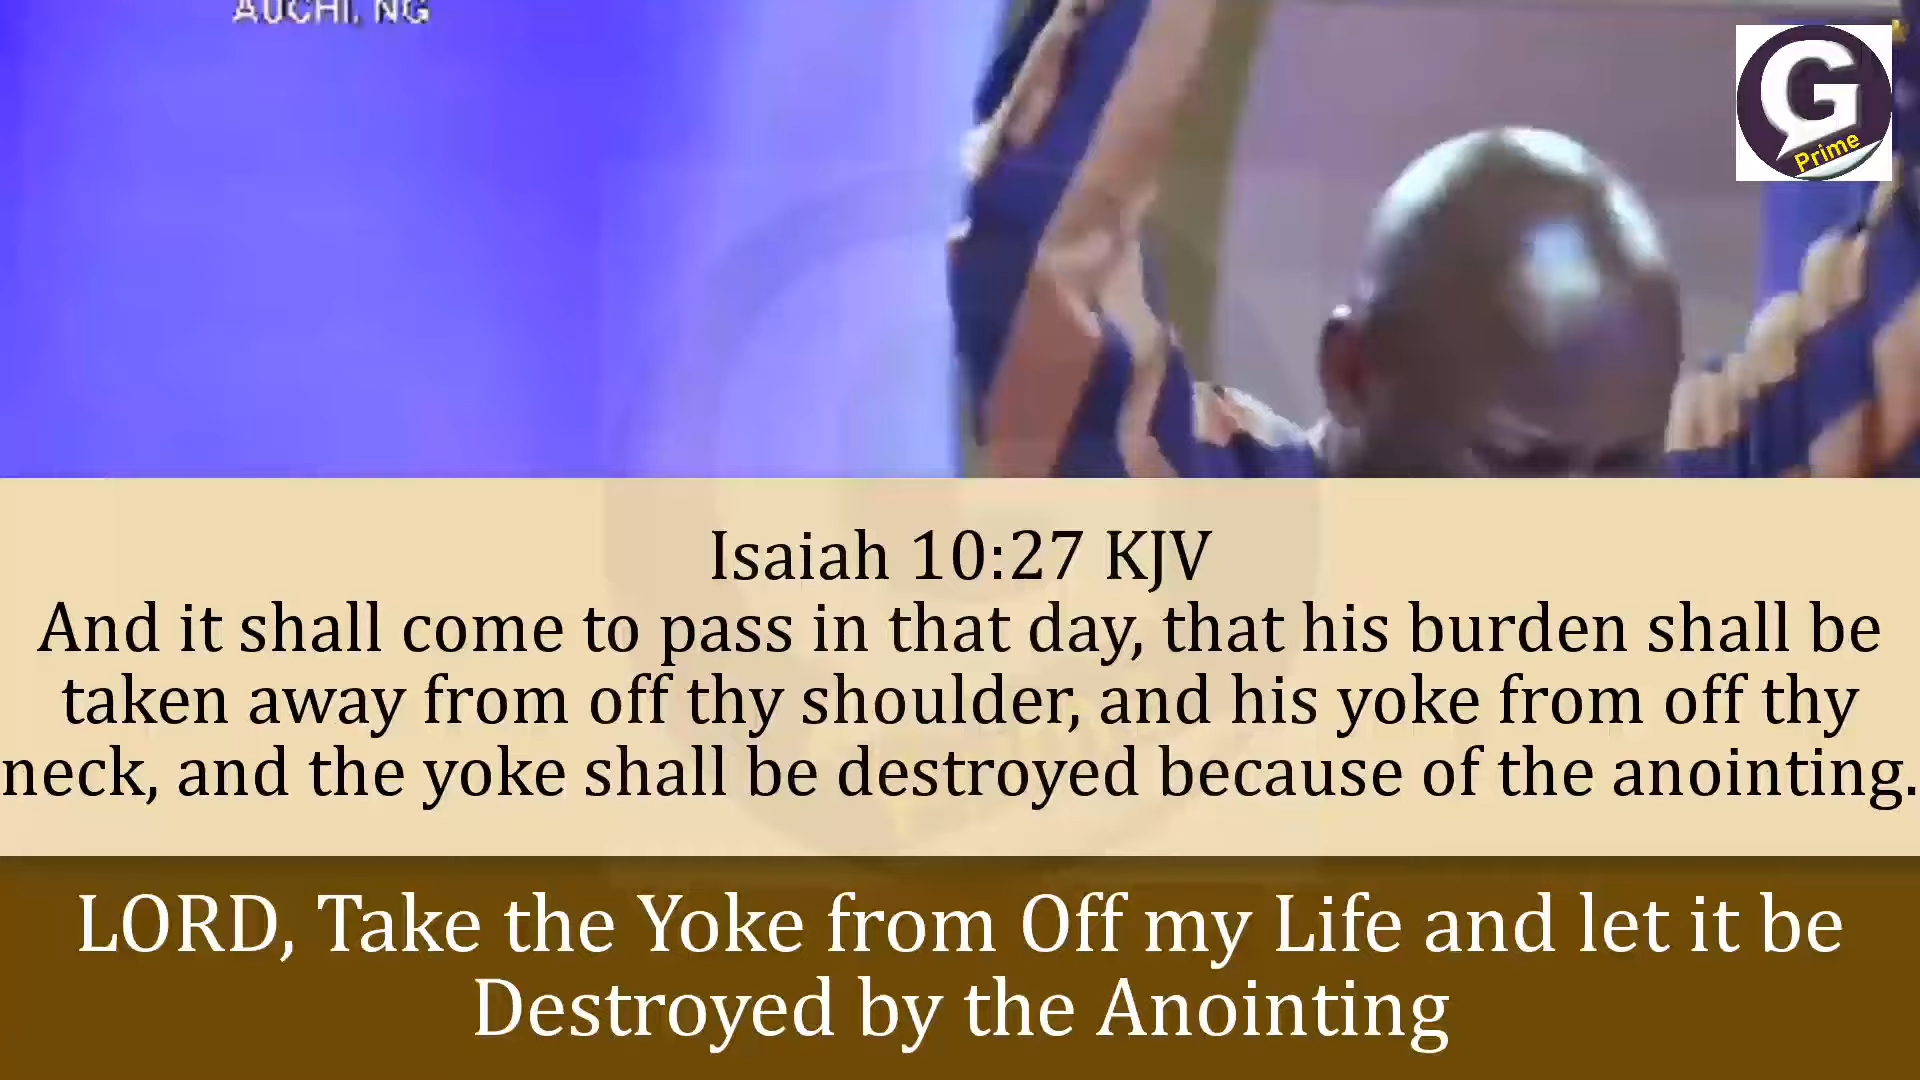 AUCHI, NG
G
Prime
Isaiah 10:27 KJV
And it shall come to pass in that day, that his burden shall be
taken away from off thy shoulder, and his yoke from off thy
neck, and the yoke shall be destroyed because of the anointing.
LORD, Take the Yoke from Off my Life and let it be
Destroyed by the Anointing